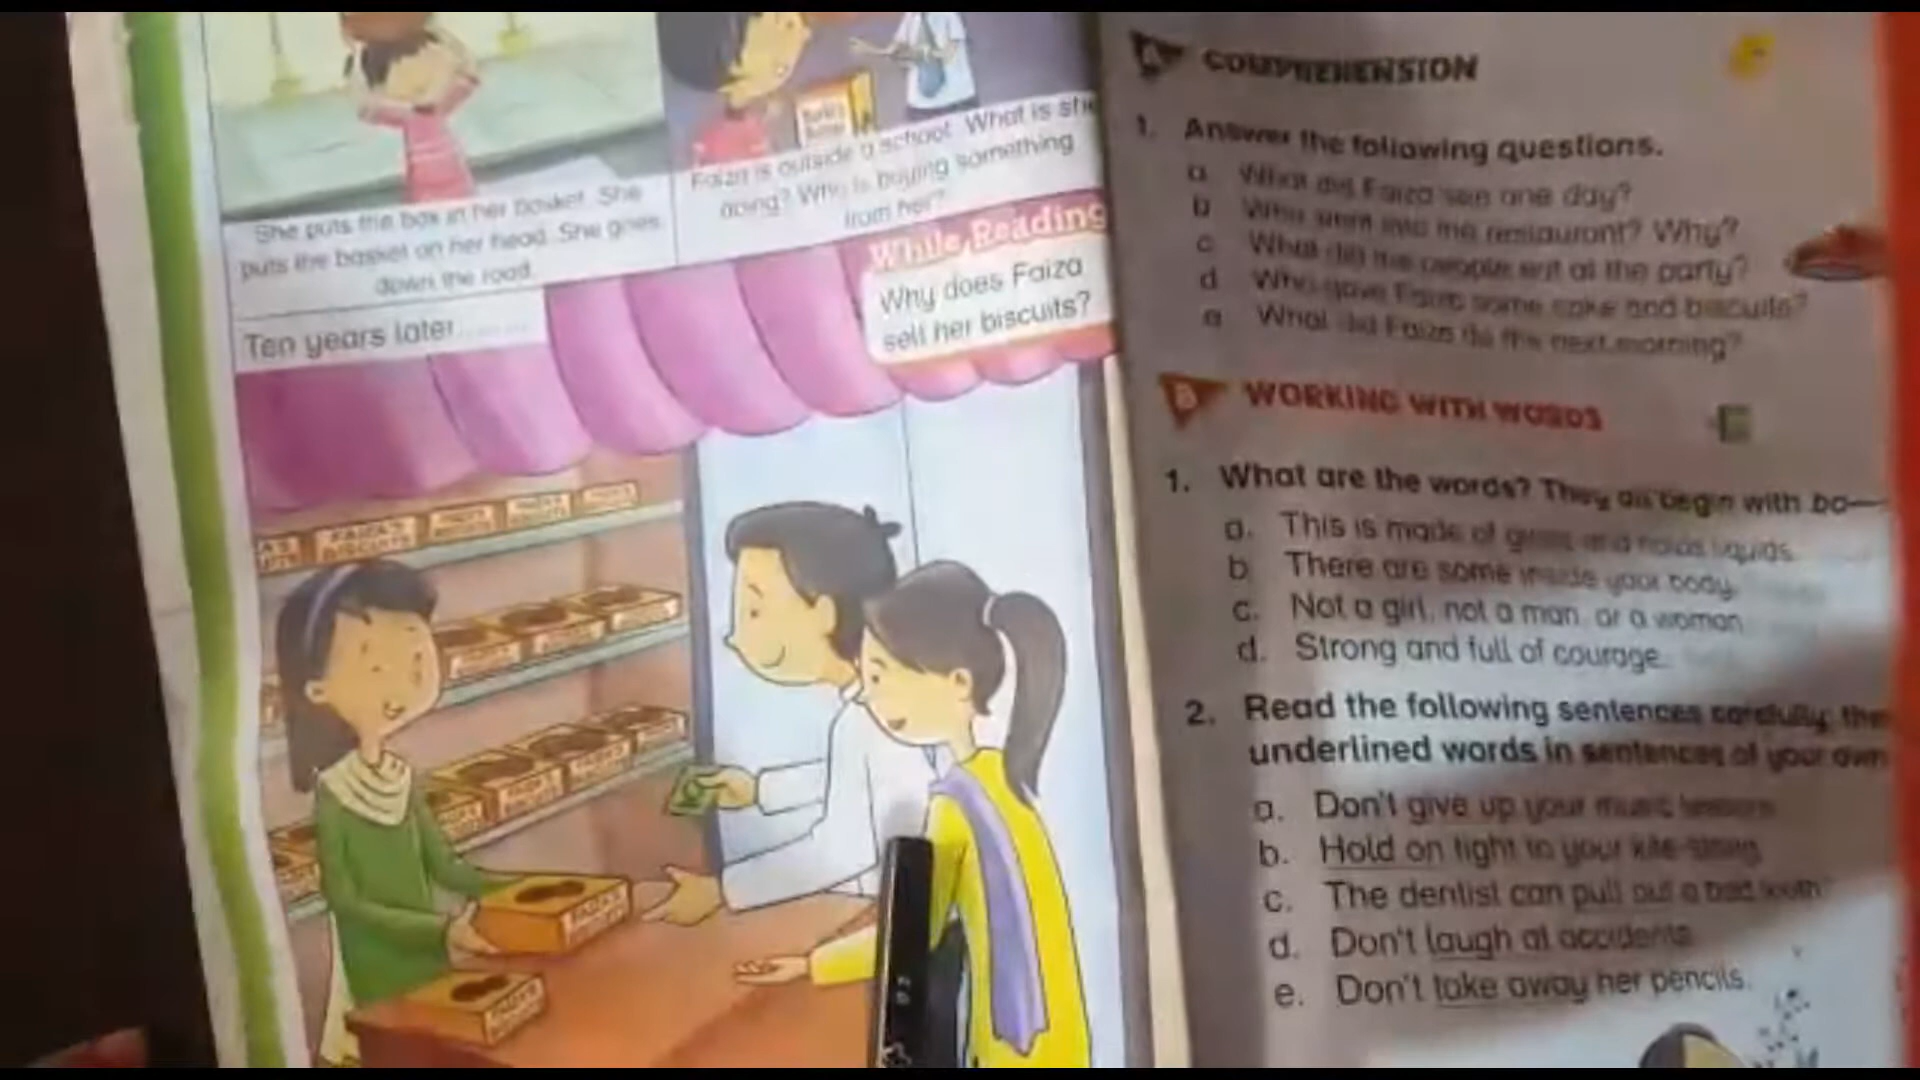 She puts the box in her basket. She
puts the basket on her head. She goes
down the road.
Faiza is outside a school. What is she
doing? Who is buying something
from her?
While Reading
Why does Faiza
sell her biscuits?
Ten years later
FAIZA'S
BISCUITS
FAIZA'S
BISCUITS
A COMPREHENSION
1. Answer the following questions.
a. What did Faiza see one day?
b. Who went into the restaurant? Why?
c. What did the people eat at the party?
d. Who gave Faiza some cake and biscuits?
e. What did Faiza do the next morning?
B WORKING WITH WORDS
1. What are the words? They all begin with bo—
a. This is made of glass and holds liquids.
b. There are some inside your body.
c. Not a girl, not a man, or a woman
d. Strong and full of courage.
2. Read the following sentences carefully; the
underlined words in sentences of your own
a. Don't give up your music lessons
b. Hold on tight to your kite-string
c. The dentist can pull out a bad tooth
d. Don't laugh at accidents
e. Don't take away her pencils.